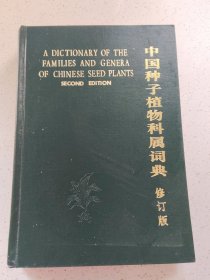 A DICTIONARY OF THE
FAMILIES AND GENERA
OF CHINESE SEED PLANTS
SECOND EDITION
中国种子植物科属词典 修订版